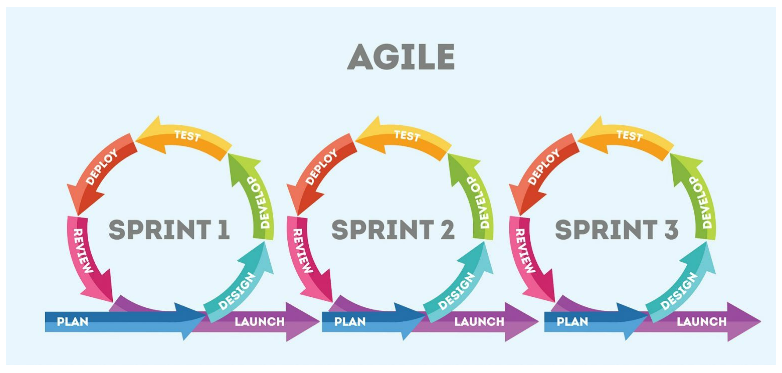 AGILE
SPRINT 1
PLAN
DESIGN
DEVELOP
TEST
DEPLOY
REVIEW
LAUNCH
SPRINT 2
PLAN
DESIGN
DEVELOP
TEST
DEPLOY
REVIEW
LAUNCH
SPRINT 3
PLAN
DESIGN
DEVELOP
TEST
DEPLOY
REVIEW
LAUNCH